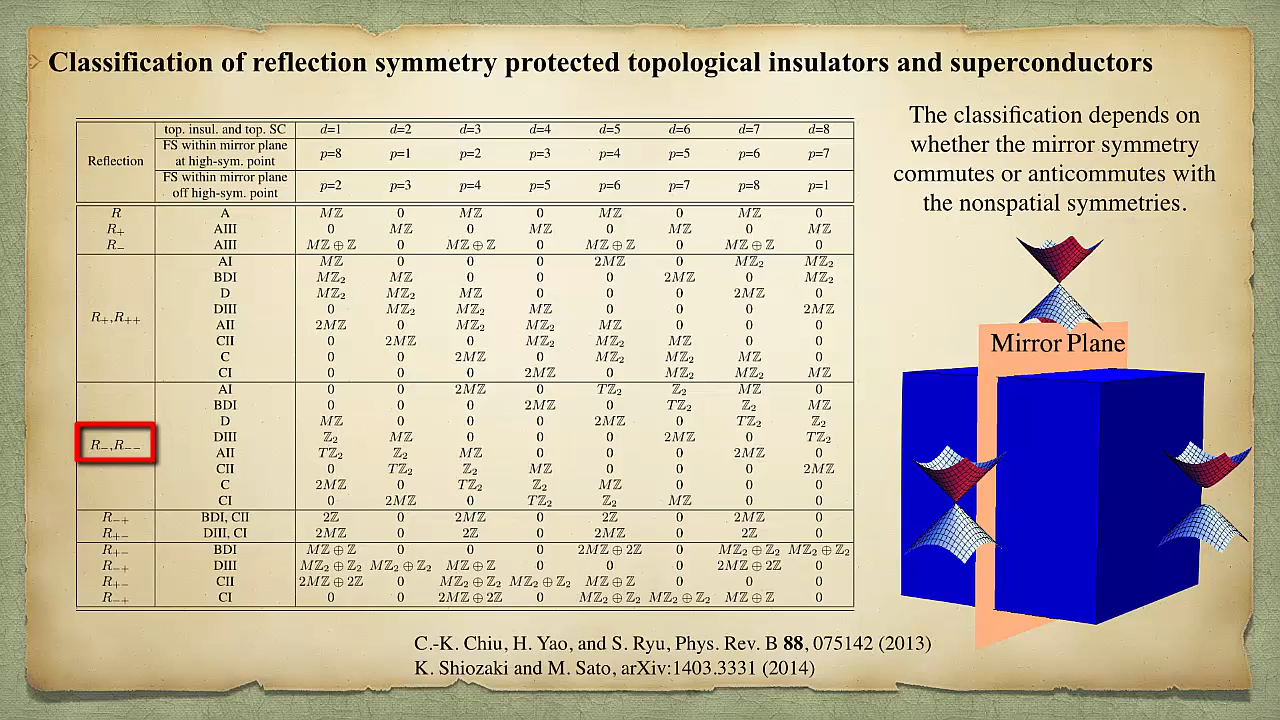 Classification of reflection symmetry protected topological insulators and superconductors
Reflection | top. insul. and top. SC | d=1 | d=2 | d=3 | d=4 | d=5 | d=6 | d=7 | d=8
FS within mirror plane at high-sym. point | p=8 | p=1 | p=2 | p=3 | p=4 | p=5 | p=6 | p=7
FS within mirror plane off high-sym. point | p=2 | p=3 | p=4 | p=5 | p=6 | p=7 | p=8 | p=1
R | A | Mℤ | 0 | Mℤ | 0 | Mℤ | 0 | Mℤ | 0
R₊ | AIII | 0 | Mℤ | 0 | Mℤ | 0 | Mℤ | 0 | Mℤ
R₋ | AIII | Mℤ⊕ℤ | 0 | Mℤ⊕ℤ | 0 | Mℤ⊕ℤ | 0 | Mℤ⊕ℤ | 0
R₊,R₊₊ | AI | Mℤ | 0 | 0 | 0 | 2Mℤ | 0 | Mℤ₂ | Mℤ₂
BDI | Mℤ₂ | Mℤ | 0 | 0 | 0 | 2Mℤ | 0 | Mℤ₂
D | Mℤ₂ | Mℤ₂ | Mℤ | 0 | 0 | 0 | 2Mℤ | 0
DIII | 0 | Mℤ₂ | Mℤ₂ | Mℤ | 0 | 0 | 0 | 2Mℤ
AII | 2Mℤ | 0 | Mℤ₂ | Mℤ₂ | Mℤ | 0 | 0 | 0
CII | 0 | 2Mℤ | 0 | Mℤ₂ | Mℤ₂ | Mℤ | 0 | 0
C | 0 | 0 | 2Mℤ | 0 | Mℤ₂ | Mℤ₂ | Mℤ | 0
CI | 0 | 0 | 0 | 2Mℤ | 0 | Mℤ₂ | Mℤ₂ | Mℤ
R₋,R₋₋ | AI | 0 | 0 | 2Mℤ | 0 | Tℤ₂ | ℤ₂ | Mℤ | 0
BDI | 0 | 0 | 0 | 2Mℤ | 0 | Tℤ₂ | ℤ₂ | Mℤ
D | Mℤ | 0 | 0 | 0 | 2Mℤ | 0 | Tℤ₂ | ℤ₂
DIII | ℤ₂ | Mℤ | 0 | 0 | 0 | 2Mℤ | 0 | Tℤ₂
AII | Tℤ₂ | ℤ₂ | Mℤ | 0 | 0 | 0 | 2Mℤ | 0
CII | 0 | Tℤ₂ | ℤ₂ | Mℤ | 0 | 0 | 0 | 2Mℤ
C | 2Mℤ | 0 | Tℤ₂ | ℤ₂ | Mℤ | 0 | 0 | 0
CI | 0 | 2Mℤ | 0 | Tℤ₂ | ℤ₂ | Mℤ | 0 | 0
R₋₊ | BDI, CII | 2ℤ | 0 | 2Mℤ | 0 | 2ℤ | 0 | 2Mℤ | 0
R₊₋ | DIII, CI | 2Mℤ | 0 | 2ℤ | 0 | 2Mℤ | 0 | 2ℤ | 0
R₊₋ | BDI | Mℤ⊕ℤ | 0 | 0 | 0 | 2Mℤ⊕2ℤ | 0 | Mℤ₂⊕ℤ₂ | Mℤ₂⊕ℤ₂
R₋₊ | DIII | Mℤ₂⊕ℤ₂ | Mℤ₂⊕ℤ₂ | Mℤ⊕ℤ | 0 | 0 | 0 | 2Mℤ⊕2ℤ | 0
R₊₋ | CII | 2Mℤ⊕2ℤ | 0 | Mℤ₂⊕ℤ₂ | Mℤ₂⊕ℤ₂ | Mℤ⊕ℤ | 0 | 0 | 0
R₋₊ | CI | 0 | 0 | 2Mℤ⊕2ℤ | 0 | Mℤ₂⊕ℤ₂ | Mℤ₂⊕ℤ₂ | Mℤ⊕ℤ | 0
The classification depends on
whether the mirror symmetry
commutes or anticommutes with
the nonspatial symmetries.
Mirror Plane
C.-K. Chiu, H. Yao, and S. Ryu, Phys. Rev. B 88, 075142 (2013)
K. Shiozaki and M. Sato, arXiv:1403.3331 (2014)